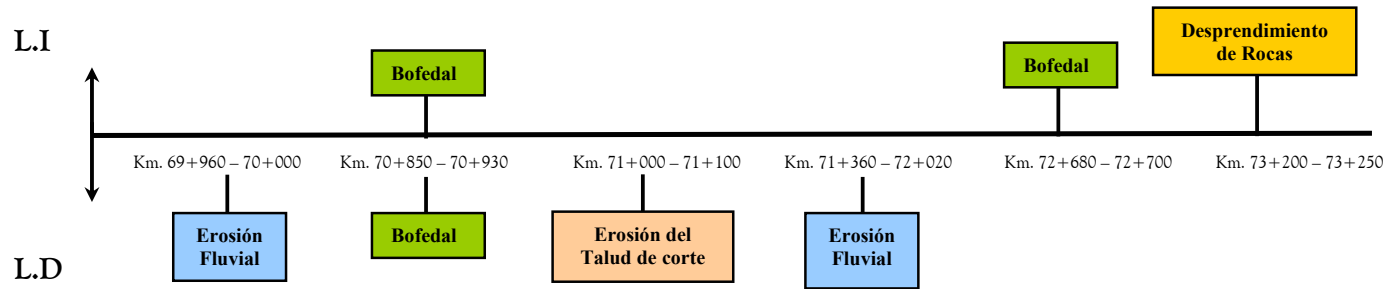 L.I
Bofedal
Bofedal
Desprendimiento
de Rocas
Km. 69+960 – 70+000
Km. 70+850 – 70+930
Km. 71+000 – 71+100
Km. 71+360 – 72+020
Km. 72+680 – 72+700
Km. 73+200 – 73+250
Erosión
Fluvial
Bofedal
Erosión del
Talud de corte
Erosión
Fluvial
L.D